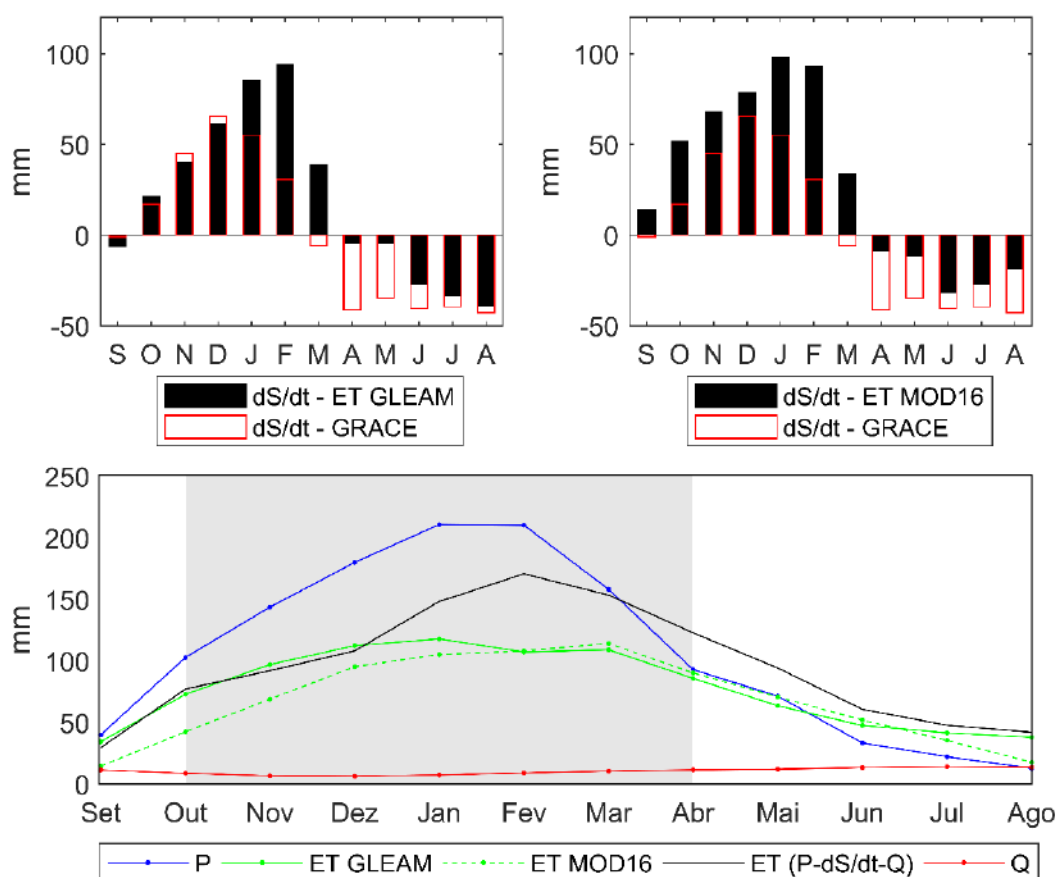 mm
100
50
0
-50
S O N D J F M A M J J A
dS/dt - ET GLEAM
dS/dt - GRACE
mm
100
50
0
-50
S O N D J F M A M J J A
dS/dt - ET MOD16
dS/dt - GRACE
mm
250
200
150
100
50
0
Set Out Nov Dez Jan Fev Mar Abr Mai Jun Jul Ago
P ET GLEAM ET MOD16 ET (P-dS/dt-Q) Q